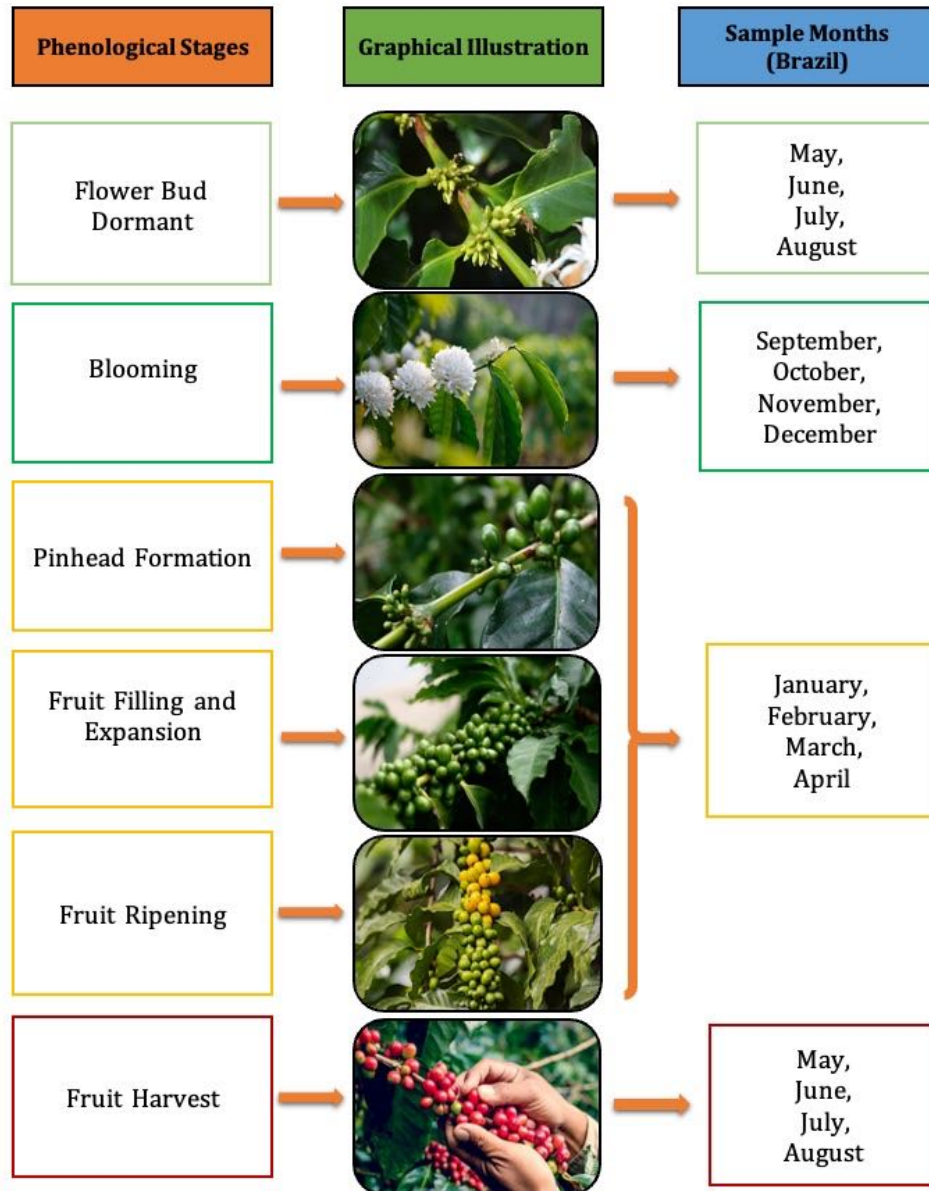 Phenological Stages
Graphical Illustration
Sample Months
(Brazil)
Flower Bud
Dormant
May,
June,
July,
August
Blooming
September,
October,
November,
December
Pinhead Formation
Fruit Filling and
Expansion
January,
February,
March,
April
Fruit Ripening
Fruit Harvest
May,
June,
July,
August